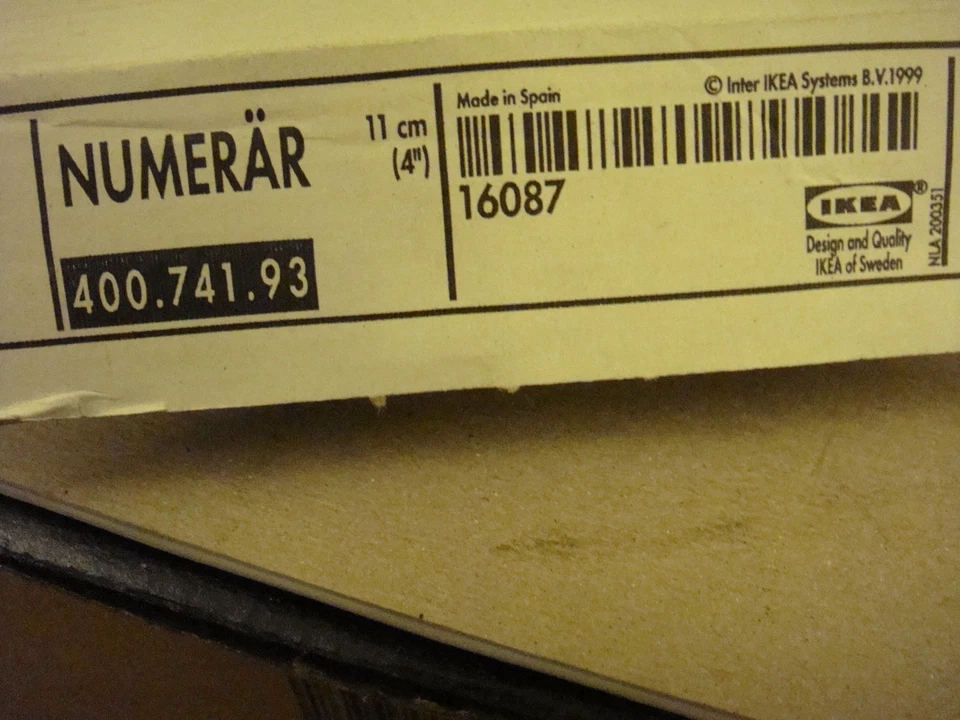 NUMERÄR
11 cm
(4")
400.741.93
Made in Spain
© Inter IKEA Systems B.V.1999
16087
IKEA®
Design and Quality
IKEA of Sweden
NLA 200351